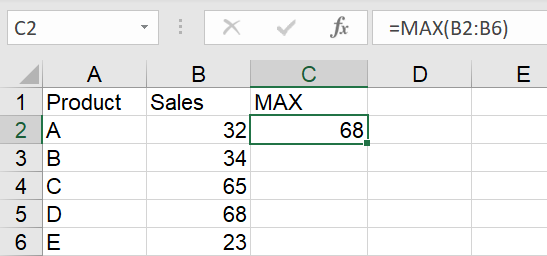 C2 fx =MAX(B2:B6)
A B C D E
1 Product Sales MAX
2 A 32 68
3 B 34
4 C 65
5 D 68
6 E 23